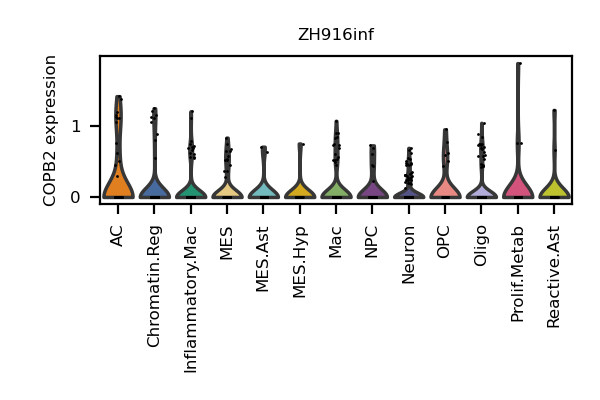 ZH916inf
COPB2 expression
1
0
AC
Chromatin.Reg
Inflammatory.Mac
MES
MES.Ast
MES.Hyp
Mac
NPC
Neuron
OPC
Oligo
Prolif.Metab
Reactive.Ast